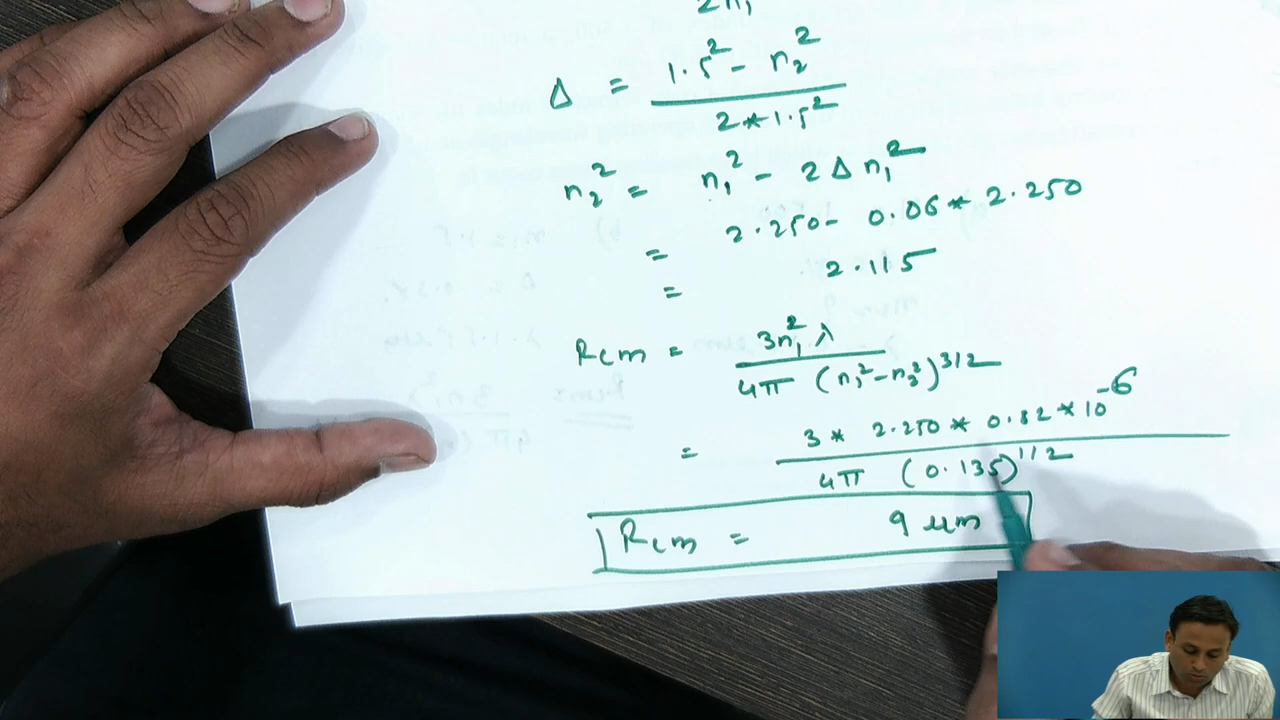 2n₁
Δ = 1.5² - n₂² / 2*1.5²
n₂² = n₁² - 2Δn₁²
= 2.250 - 0.06 * 2.250
= 2.115
Rcm = 3n₁²λ / 4π (n₁² - n₂²)^3/2
= 3 * 2.250 * 0.82 * 10^-6 / 4π (0.135)^1/2
Rcm = 9 µm